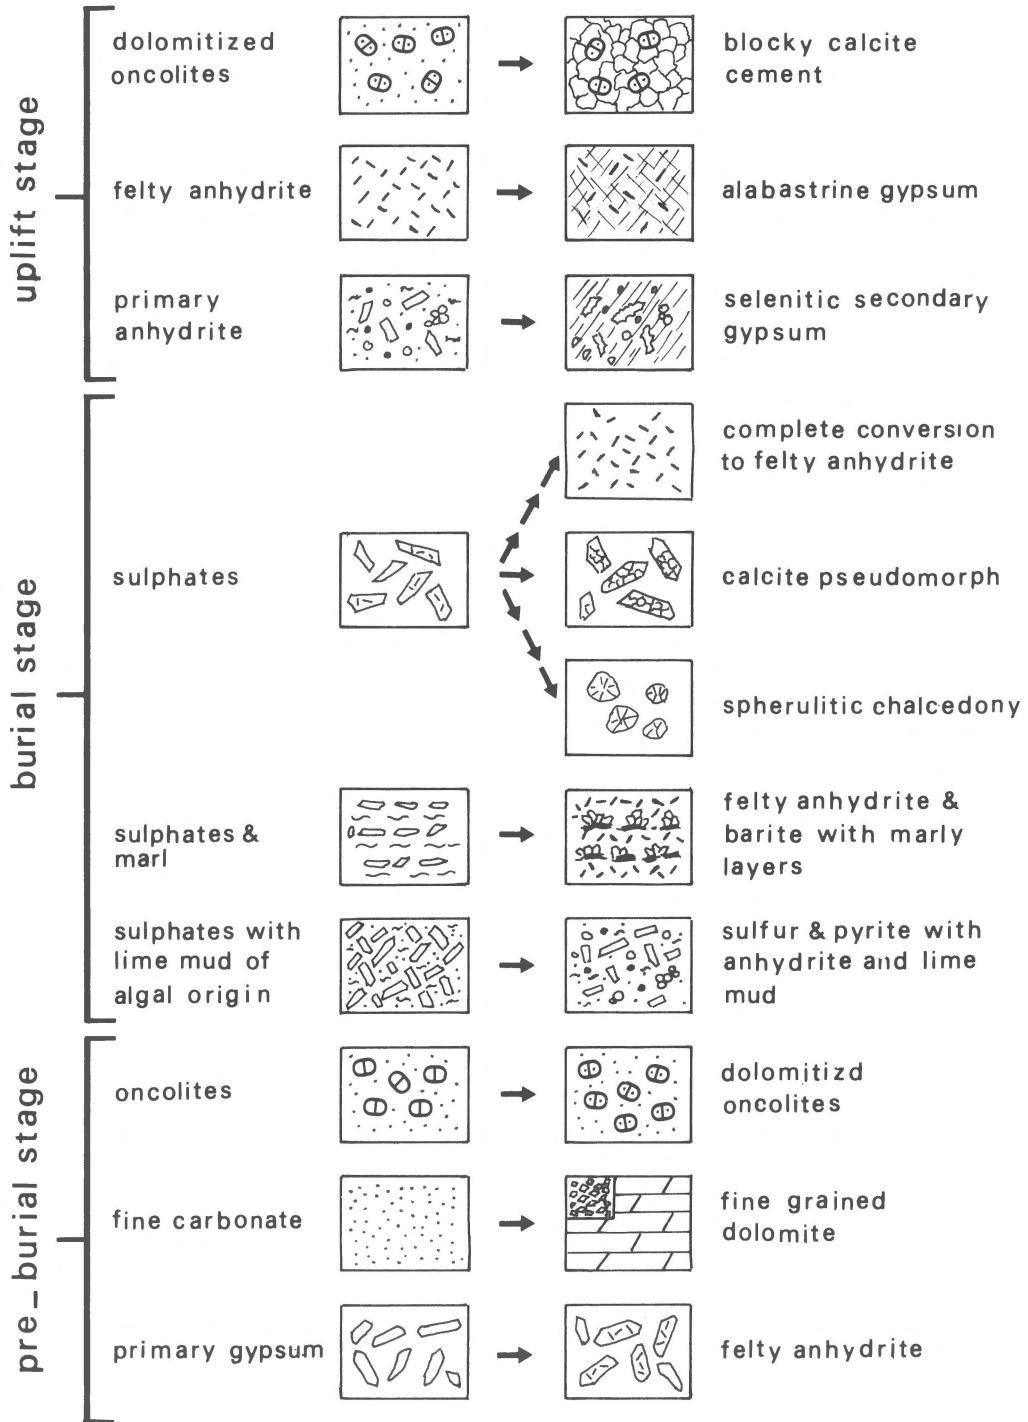 uplift stage
dolomitized
oncolites
blocky calcite
cement
felty anhydrite
alabastrine gypsum
primary
anhydrite
selenitic secondary
gypsum
burial stage
complete conversion
to felty anhydrite
sulphates
calcite pseudomorph
spherulitic chalcedony
sulphates &
marl
felty anhydrite &
barite with marly
layers
sulphates with
lime mud of
algal origin
sulfur & pyrite with
anhydrite and lime
mud
pre_burial stage
oncolites
dolomitizd
oncolites
fine carbonate
fine grained
dolomite
primary gypsum
felty anhydrite